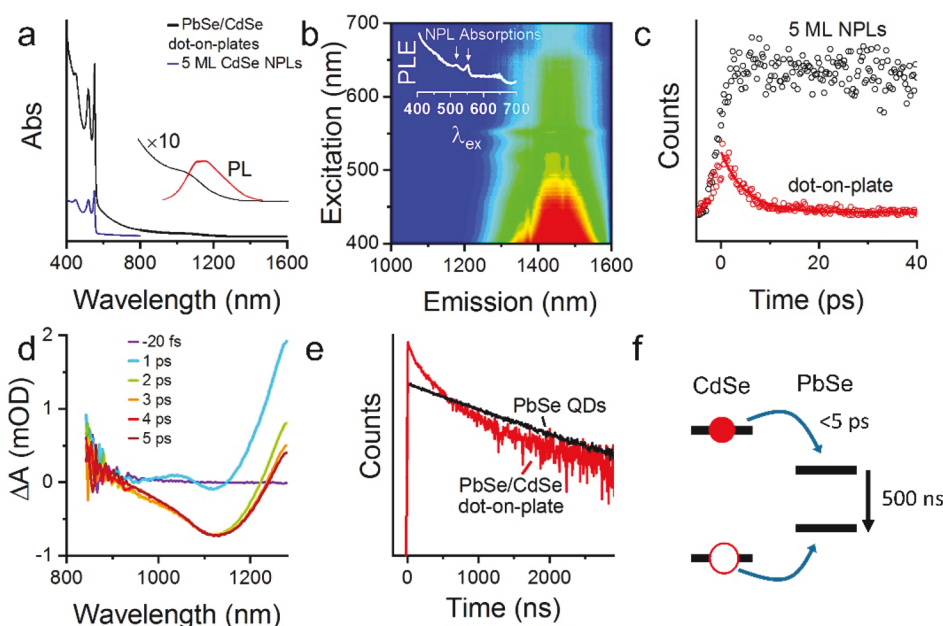 a
PbSe/CdSe
dot-on-plates
5 ML CdSe NPLs
×10
PL
Abs
400 800 1200 1600
Wavelength (nm)
b
700
600
500
400
Excitation (nm)
NPL Absorptions
PLE
400 500 600 700
λex
1000 1200 1400 1600
Emission (nm)
c
5 ML NPLs
dot-on-plate
Counts
0 20 40
Time (ps)
d
2
1
0
-1
ΔA (mOD)
-20 fs
1 ps
2 ps
3 ps
4 ps
5 ps
800 1000 1200
Wavelength (nm)
e
PbSe QDs
PbSe/CdSe
dot-on-plate
Counts
0 1000 2000
Time (ns)
f
CdSe PbSe
<5 ps
500 ns